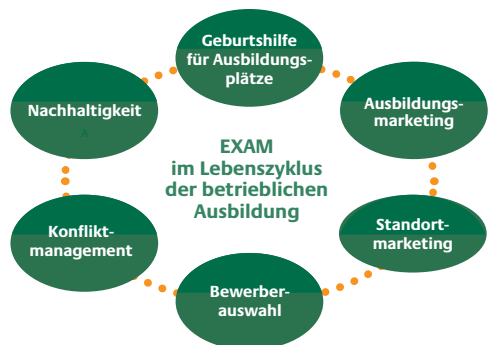 Geburtshilfe
für Ausbildungs-
plätze
Ausbildungs-
marketing
Standort-
marketing
Bewerber-
auswahl
Konflikt-
management
Nachhaltigkeit
A
EXAM
im Lebenszyklus
der betrieblichen
Ausbildung